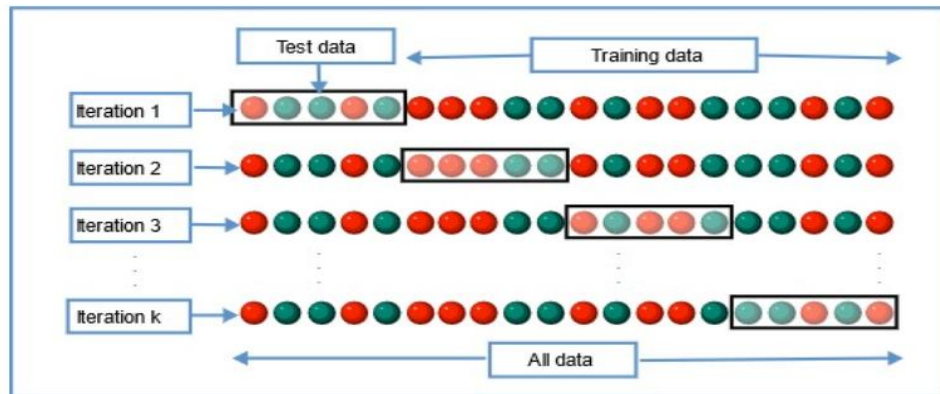 Test data
Training data
Iteration 1
Iteration 2
Iteration 3
Iteration k
All data